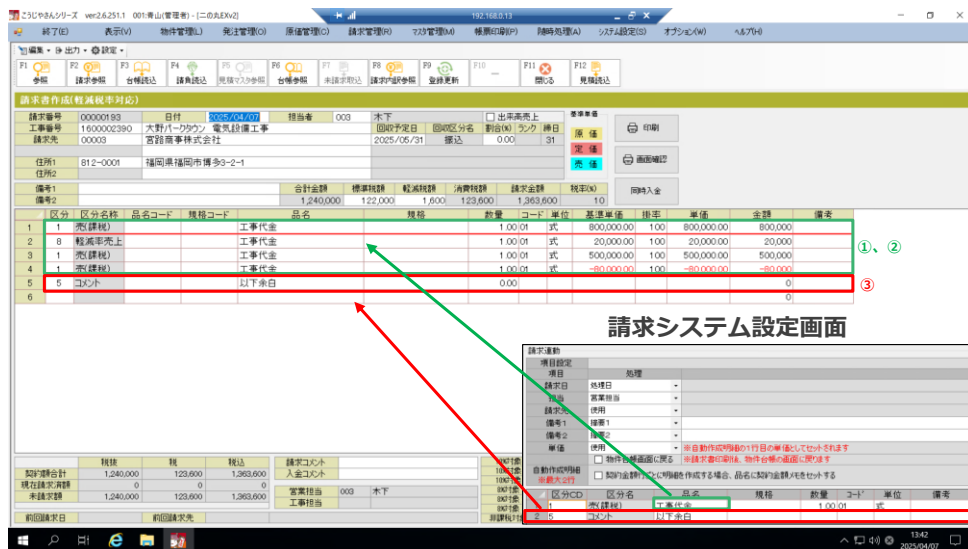 こうじやさんシリーズ ver.2.6.251.1 001:青山(管理者) - [二の丸EXv2]
192.168.0.13
終了(E) 表示(V) 物件管理(L) 発注管理(O) 原価管理(C) 請求管理(R) マスタ管理(M) 帳票印刷(P) 随時処理(A) システム設定(S) オプション(W) ヘルプ(H)
編集 出力 設定
F1 F2 F3 F4 F5 F6 F7 F8 F9 F10 F11 F12
参照 請求参照 台帳読込 請負読込 見積マスタ参照 台帳参照 未請求取込 請求内訳参照 登録更新 閉じる 見積読込
請求書作成(軽減税率対応)
請求番号 00000193 日付 2025/04/07 担当者 003 木下 出来高売上 基準単価
工事番号 1600002390 大野パークタウン 電気設備工事 回収予定日 回収区分名 割合(%) ランク 締日 原価 印刷
請求先 00003 宮路商事株式会社 2025/05/31 振込 0.00 31
定価
住所1 812-0001 福岡県福岡市博多3-2-1 売価 画面確認
住所2
備考1 合計金額 標準税額 軽減税額 消費税額 請求金額 税率(%) 同時入金
備考2 1,240,000 122,000 1,600 123,600 1,363,600 10
区分 区分名称 品名コード 規格コード 品名 規格 数量 コード 単位 基準単価 掛率 単価 金額 備考
1 1 売(課税) 工事代金 1.00 01 式 800,000.00 100 800,000.00 800,000
2 8 軽減率売上 工事代金 1.00 01 式 20,000.00 100 20,000.00 20,000
3 1 売(課税) 工事代金 1.00 01 式 500,000.00 100 500,000.00 500,000
4 1 売(課税) 工事代金 1.00 01 式 -80,000.00 100 -80,000.00 -80,000
①、②
5 5 コメント 以下余白 0.00 0
③
6 0
請求システム設定画面
請求連動
項目設定
項目 処理
請求日 処理日
担当 営業担当
請求先 使用
備考1 摘要1
備考2 摘要2
単価 使用 ※自動作成明細の1行目の単価としてセットされます
物件台帳画面に戻る ※請求書印刷後、物件台帳の画面に戻ります
自動作成明細
※最大2行
契約金額行ごとに明細を作成する場合、品名に契約金額メモをセットする
区分CD 区分名 品名 規格 数量 コード 単位 備考
1 1 売(課税) 工事代金 1.00 01 式
2 5 コメント 以下余白
税抜 税 税込 請求コメント
契約額合計 1,240,000 123,600 1,363,600 入金コメント
現在請求済額
未請求額 1,240,000 123,600 1,363,600 営業担当 003 木下
工事担当
前回請求日 前回請求先
13:42
2025/04/07